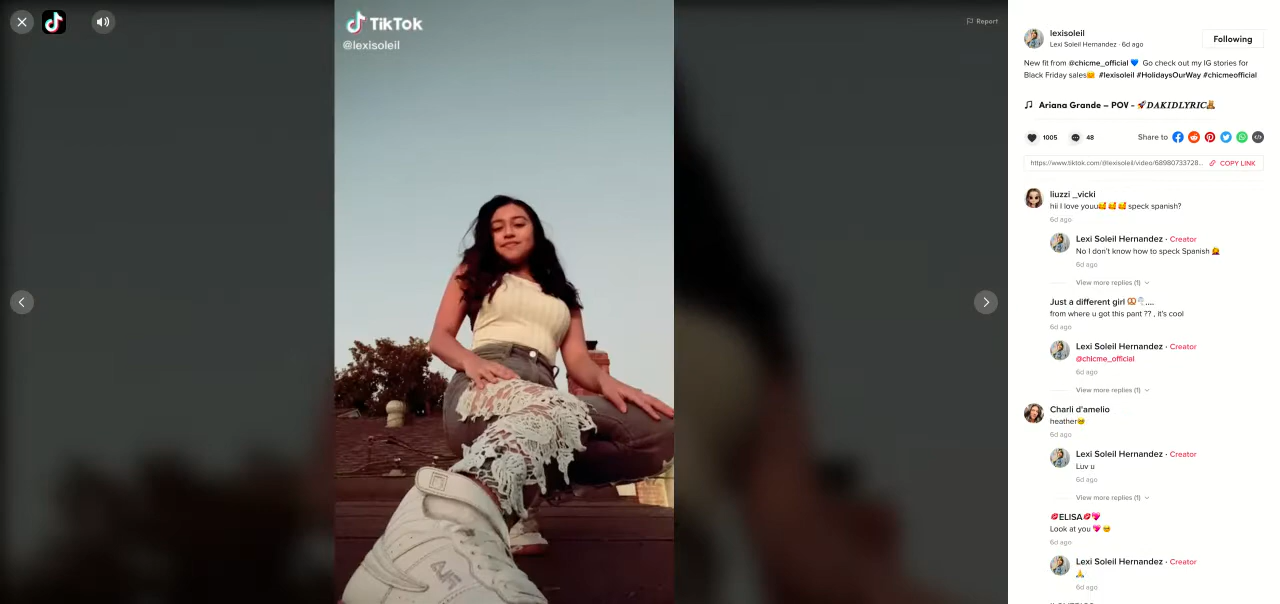 TikTok
@lexisoleil
Report
lexisoleil
Lexi Soleil Hernandez · 6d ago
Following
New fit from @chicme_official 💙 Go check out my IG stories for
Black Friday sales🤗 #lexisoleil #HolidaysOurWay #chicmeofficial
Ariana Grande – POV - 🚀DAKIDLYRIC🧸
1005
48
Share to
https://www.tiktok.com/@lexisoleil/video/68980733728...
COPY LINK
liuzzi _vicki
hii I love youu🥰🥰🥰 speck spanish?
6d ago
Lexi Soleil Hernandez · Creator
No I don't know how to speck Spanish 🤦‍♀️
6d ago
View more replies (1)
Just a different girl ♾👇🏻....
from where u got this pant ?? , it's cool
6d ago
Lexi Soleil Hernandez · Creator
@chicme_official
6d ago
View more replies (1)
Charli d'amelio
heather🤓
6d ago
Lexi Soleil Hernandez · Creator
Luv u
6d ago
View more replies (1)
💋ELISA💋💖
Look at you 💖🤓
6d ago
Lexi Soleil Hernandez · Creator
🙏
6d ago